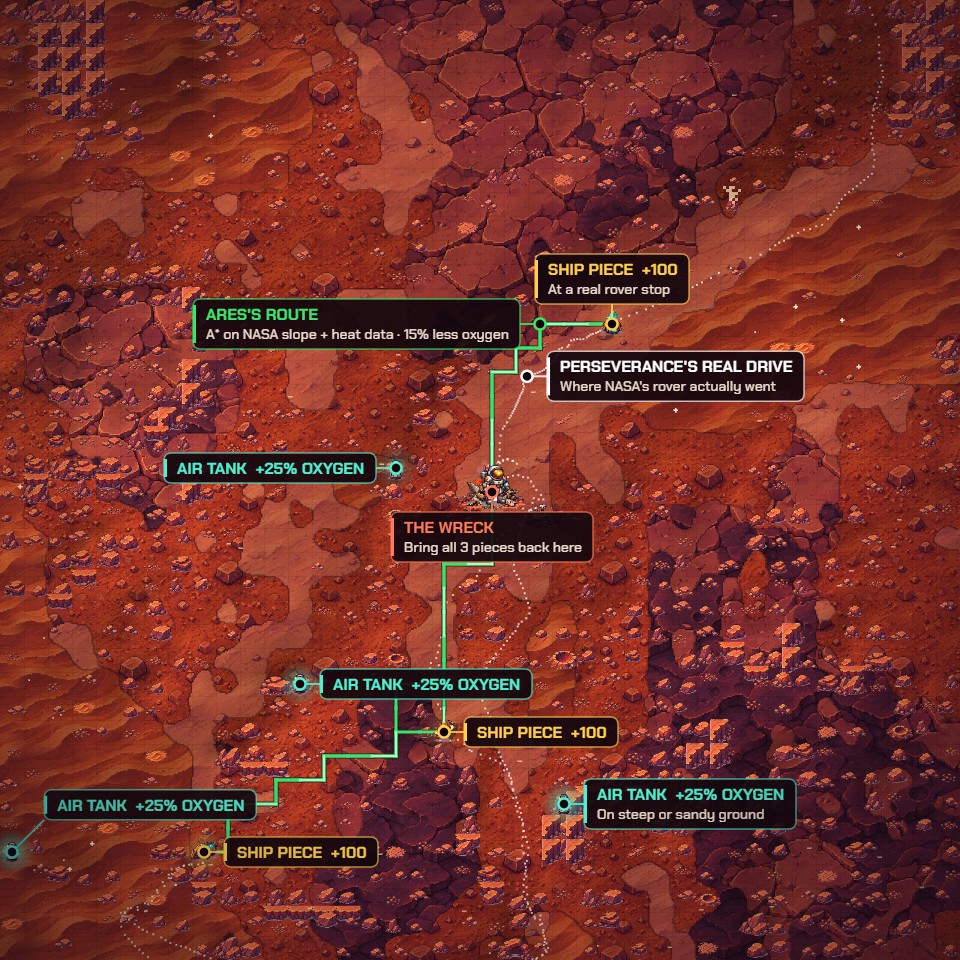 SHIP PIECE +100
At a real rover stop
ARES'S ROUTE
A* on NASA slope + heat data · 15% less oxygen
PERSEVERANCE'S REAL DRIVE
Where NASA's rover actually went
AIR TANK +25% OXYGEN
THE WRECK
Bring all 3 pieces back here
AIR TANK +25% OXYGEN
SHIP PIECE +100
AIR TANK +25% OXYGEN
On steep or sandy ground
AIR TANK +25% OXYGEN
SHIP PIECE +100